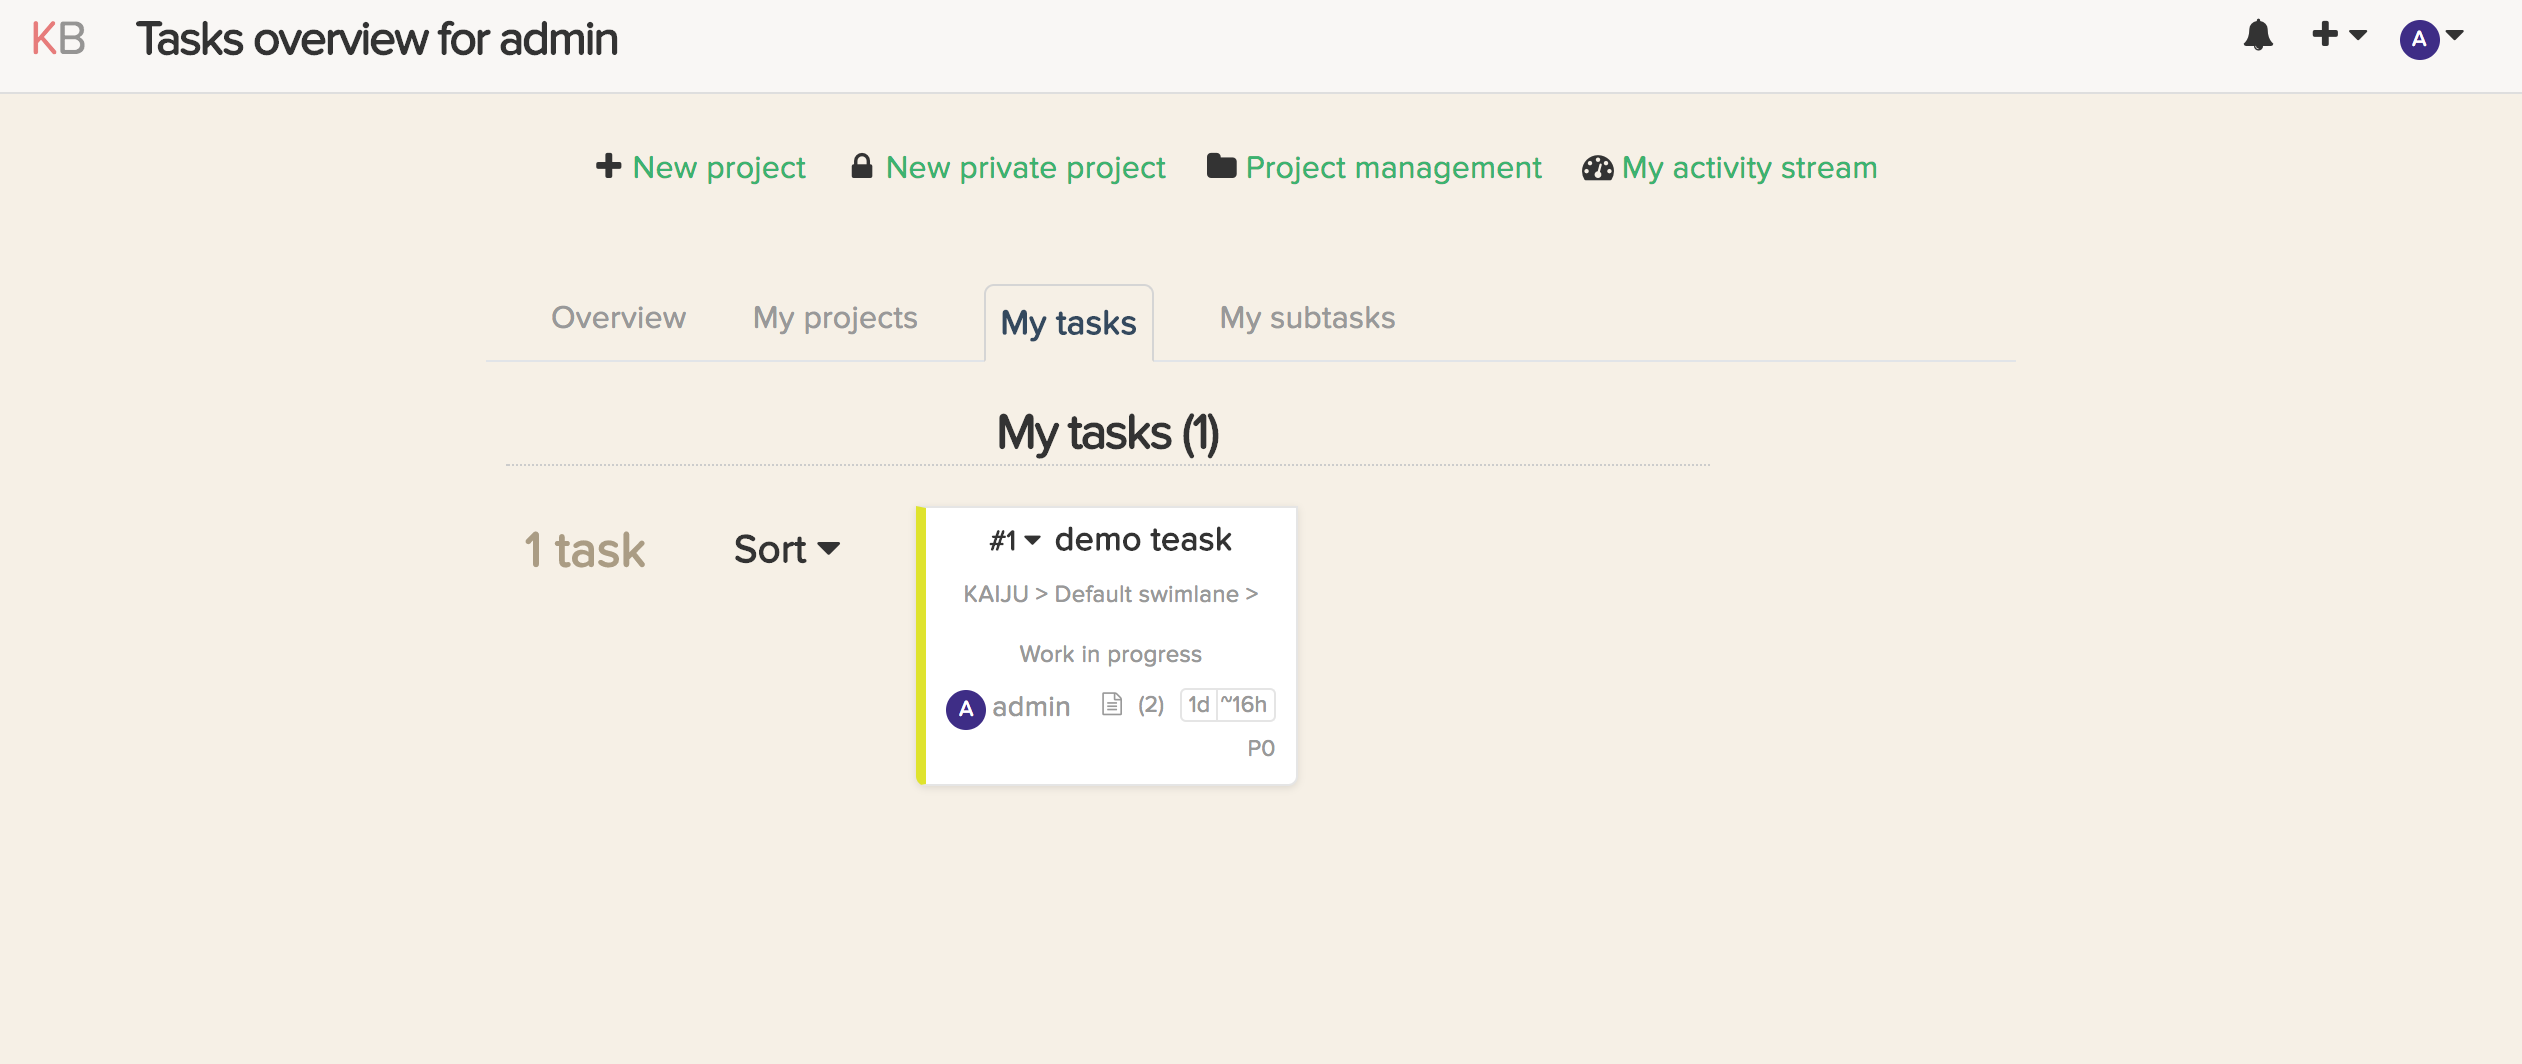 KB Tasks overview for admin A
New project New private project Project management My activity stream
Overview My projects My tasks My subtasks
My tasks (1)
1 task Sort #1 demo teask
KAIJU > Default swimlane >
Work in progress
A admin (2) 1d ~16h
P0